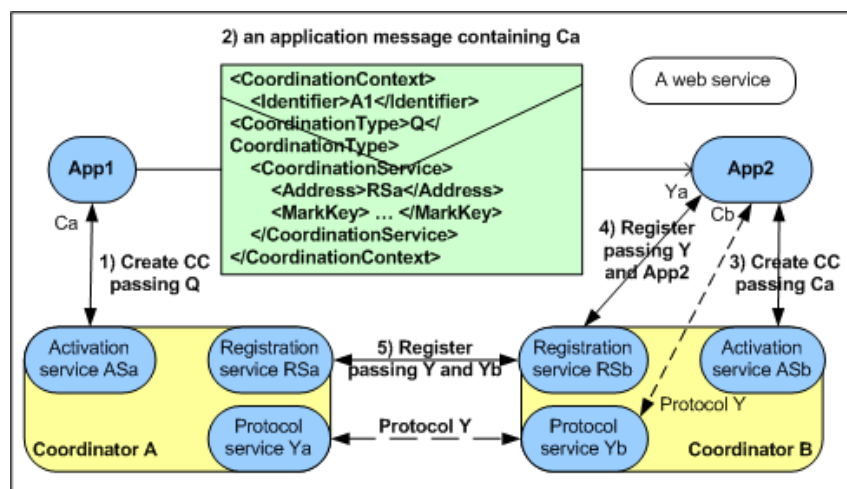 2) an application message containing Ca
<CoordinationContext>
<Identifier>A1</Identifier>
<CoordinationType>Q</
CoordinationType>
<CoordinationService>
<Address>RSa</Address>
<MarkKey> ... </MarkKey>
</CoordinationService>
</CoordinationContext>
A web service
App1
App2
Ca
Ya
Cb
1) Create CC
passing Q
4) Register
passing Y
and App2
3) Create CC
passing Ca
Activation
service ASa
Registration
service RSa
5) Register
passing Y and Yb
Registration
service RSb
Activation
service ASb
Protocol Y
Coordinator A
Protocol
service Ya
Protocol Y
Protocol
service Yb
Coordinator B